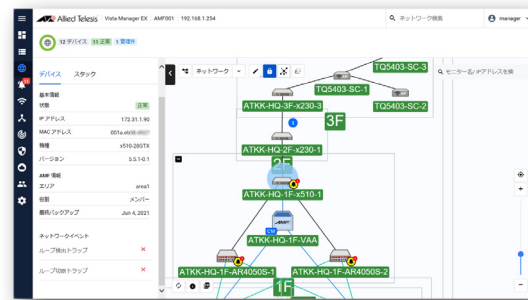 Allied Telesis
Vista Manager EX
AMF001
192.168.1.254
ネットワーク検索
manager
12 デバイス
11 正常
1 管理外
デバイス
スタック
ネットワーク
モニター名/IPアドレスを検
基本情報
状態
正常
IP アドレス
172.31.1.90
MAC アドレス
001a.eb
機種
x510-28GTX
バージョン
5.5.1-0.1
AMF 情報
エリア
area1
役割
メンバー
最終バックアップ
Jun 4, 2021
ネットワークイベント
ループ検出トラップ
ループ切断トラップ
TQ5403-SC-3
TQ5403-SC-1
TQ5403-SC-2
ATKK-HQ-3F-x230-3
3F
ATKK-HQ-2F-x230-1
2F
ATKK-HQ-1F-x510-1
CM
AMF
ATKK-HQ-1F-VAA
ATKK-HQ-1F-AR4050S-1
ATKK-HQ-1F-AR4050S-2
1F